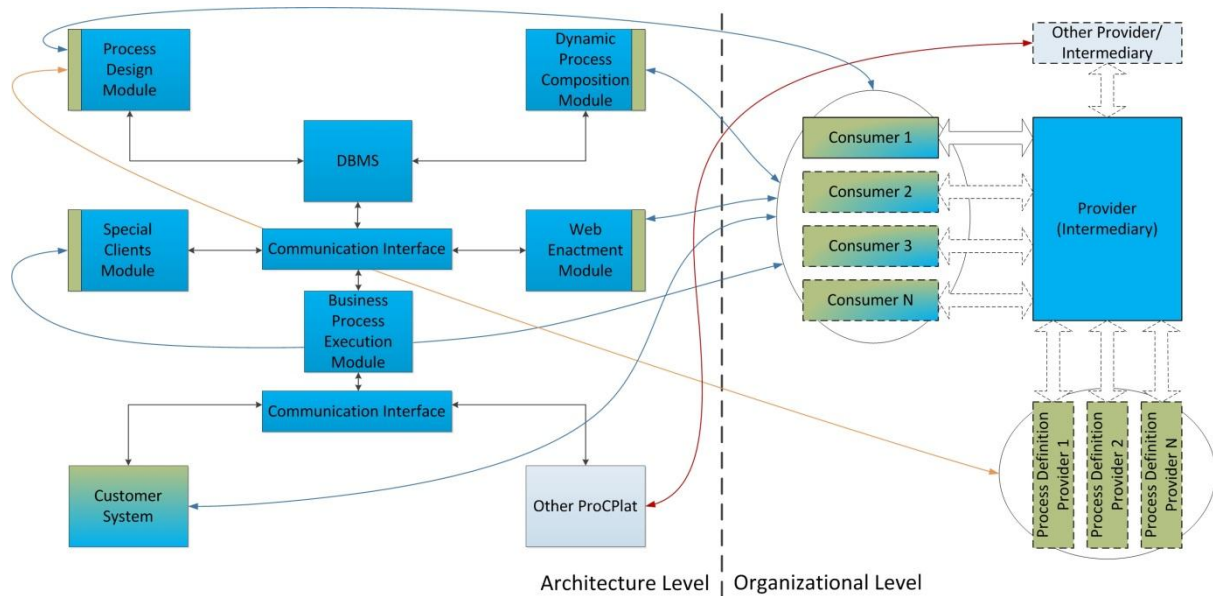 Process
Design
Module
Dynamic
Process
Composition
Module
Other Provider/
Intermediary
DBMS
Consumer 1
Consumer 2
Consumer 3
Consumer N
Provider
(Intermediary)
Special
Clients
Module
Communication Interface
Web
Enactment
Module
Business
Process
Execution
Module
Communication Interface
Customer
System
Other ProCPlat
Process Definition
Provider 1
Process Definition
Provider 2
Process Definition
Provider N
Architecture Level
Organizational Level